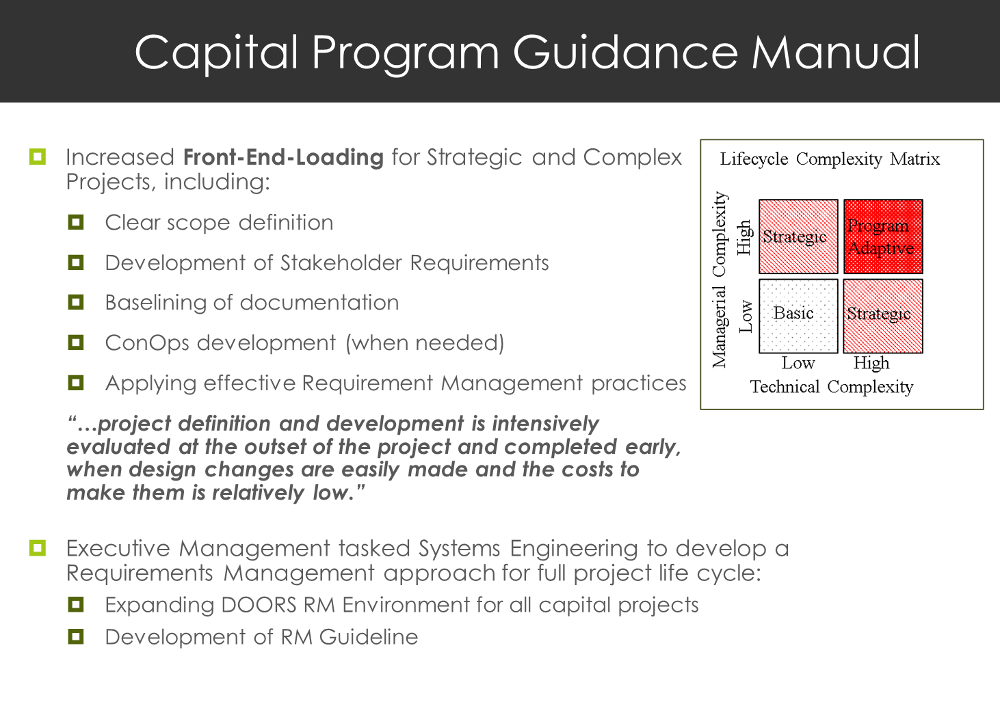 Capital Program Guidance Manual
Increased Front-End-Loading for Strategic and Complex
Projects, including:
Clear scope definition
Development of Stakeholder Requirements
Baselining of documentation
ConOps development (when needed)
Applying effective Requirement Management practices
“…project definition and development is intensively
evaluated at the outset of the project and completed early,
when design changes are easily made and the costs to
make them is relatively low.”
Executive Management tasked Systems Engineering to develop a
Requirements Management approach for full project life cycle:
Expanding DOORS RM Environment for all capital projects
Development of RM Guideline
Lifecycle Complexity Matrix
Managerial Complexity
High
Strategic
Program
Adaptive
Low
Basic
Strategic
Low
High
Technical Complexity